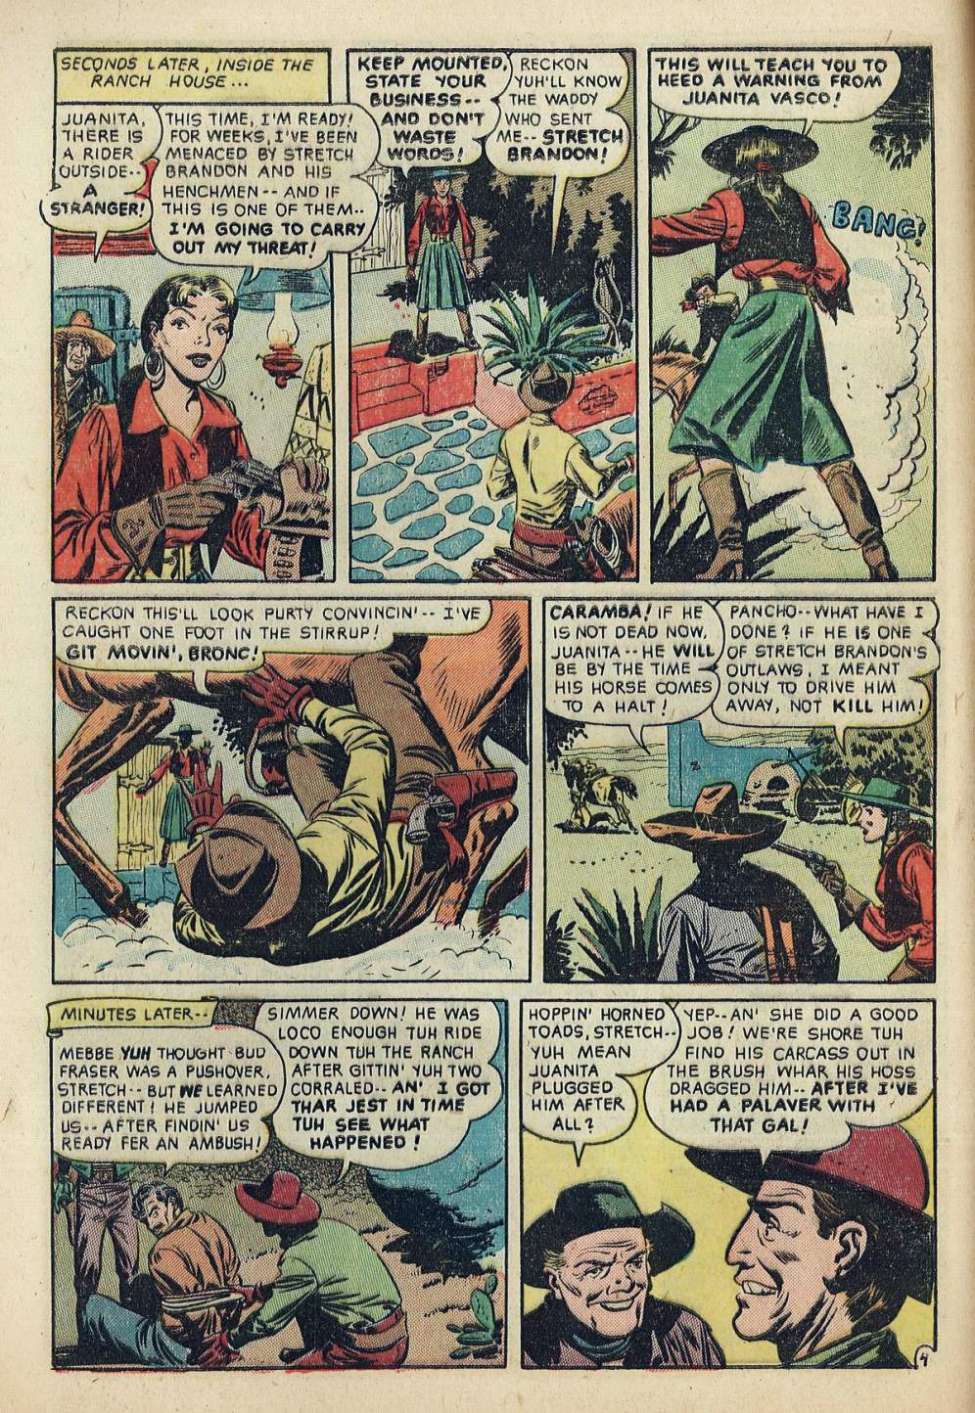 SECONDS LATER, INSIDE THE
RANCH HOUSE...
JUANITA,
THERE IS
A RIDER
OUTSIDE--
A
STRANGER!
THIS TIME, I'M READY!
FOR WEEKS, I'VE BEEN
MENACED BY STRETCH
BRANDON AND HIS
HENCHMEN--AND IF
THIS IS ONE OF THEM--
I'M GOING TO CARRY
OUT MY THREAT!
KEEP MOUNTED,
STATE YOUR
BUSINESS--
AND DON'T
WASTE
WORDS!
RECKON
YUH'LL KNOW
THE WADDY
WHO SENT
ME--STRETCH
BRANDON!
THIS WILL TEACH YOU TO
HEED A WARNING FROM
JUANITA VASCO!
BANG!
RECKON THIS'LL LOOK PURTY CONVINCIN'--I'VE
CAUGHT ONE FOOT IN THE STIRRUP!
GIT MOVIN', BRONC!
CARAMBA! IF HE
IS NOT DEAD NOW,
JUANITA--HE WILL
BE BY THE TIME
HIS HORSE COMES
TO A HALT!
PANCHO--WHAT HAVE I
DONE? IF HE IS ONE
OF STRETCH BRANDON'S
OUTLAWS, I MEANT
ONLY TO DRIVE HIM
AWAY, NOT KILL HIM!
MINUTES LATER--
MEBBE YUH THOUGHT BUD
FRASER WAS A PUSHOVER,
STRETCH--BUT WE LEARNED
DIFFERENT! HE JUMPED
US--AFTER FINDIN' US
READY FER AN AMBUSH!
SIMMER DOWN! HE WAS
LOCO ENOUGH TUH RIDE
DOWN TUH THE RANCH
AFTER GITTIN' YUH TWO
CORRALED--AN' I GOT
THAR JEST IN TIME
TUH SEE WHAT
HAPPENED!
HOPPIN' HORNED
TOADS, STRETCH--
YUH MEAN
JUANITA
PLUGGED
HIM AFTER
ALL?
YEP--AN' SHE DID A GOOD
JOB! WE'RE SHORE TUH
FIND HIS CARCASS OUT IN
THE BRUSH WHAR HIS HOSS
DRAGGED HIM--AFTER I'VE
HAD A PALAVER WITH
THAT GAL!
4